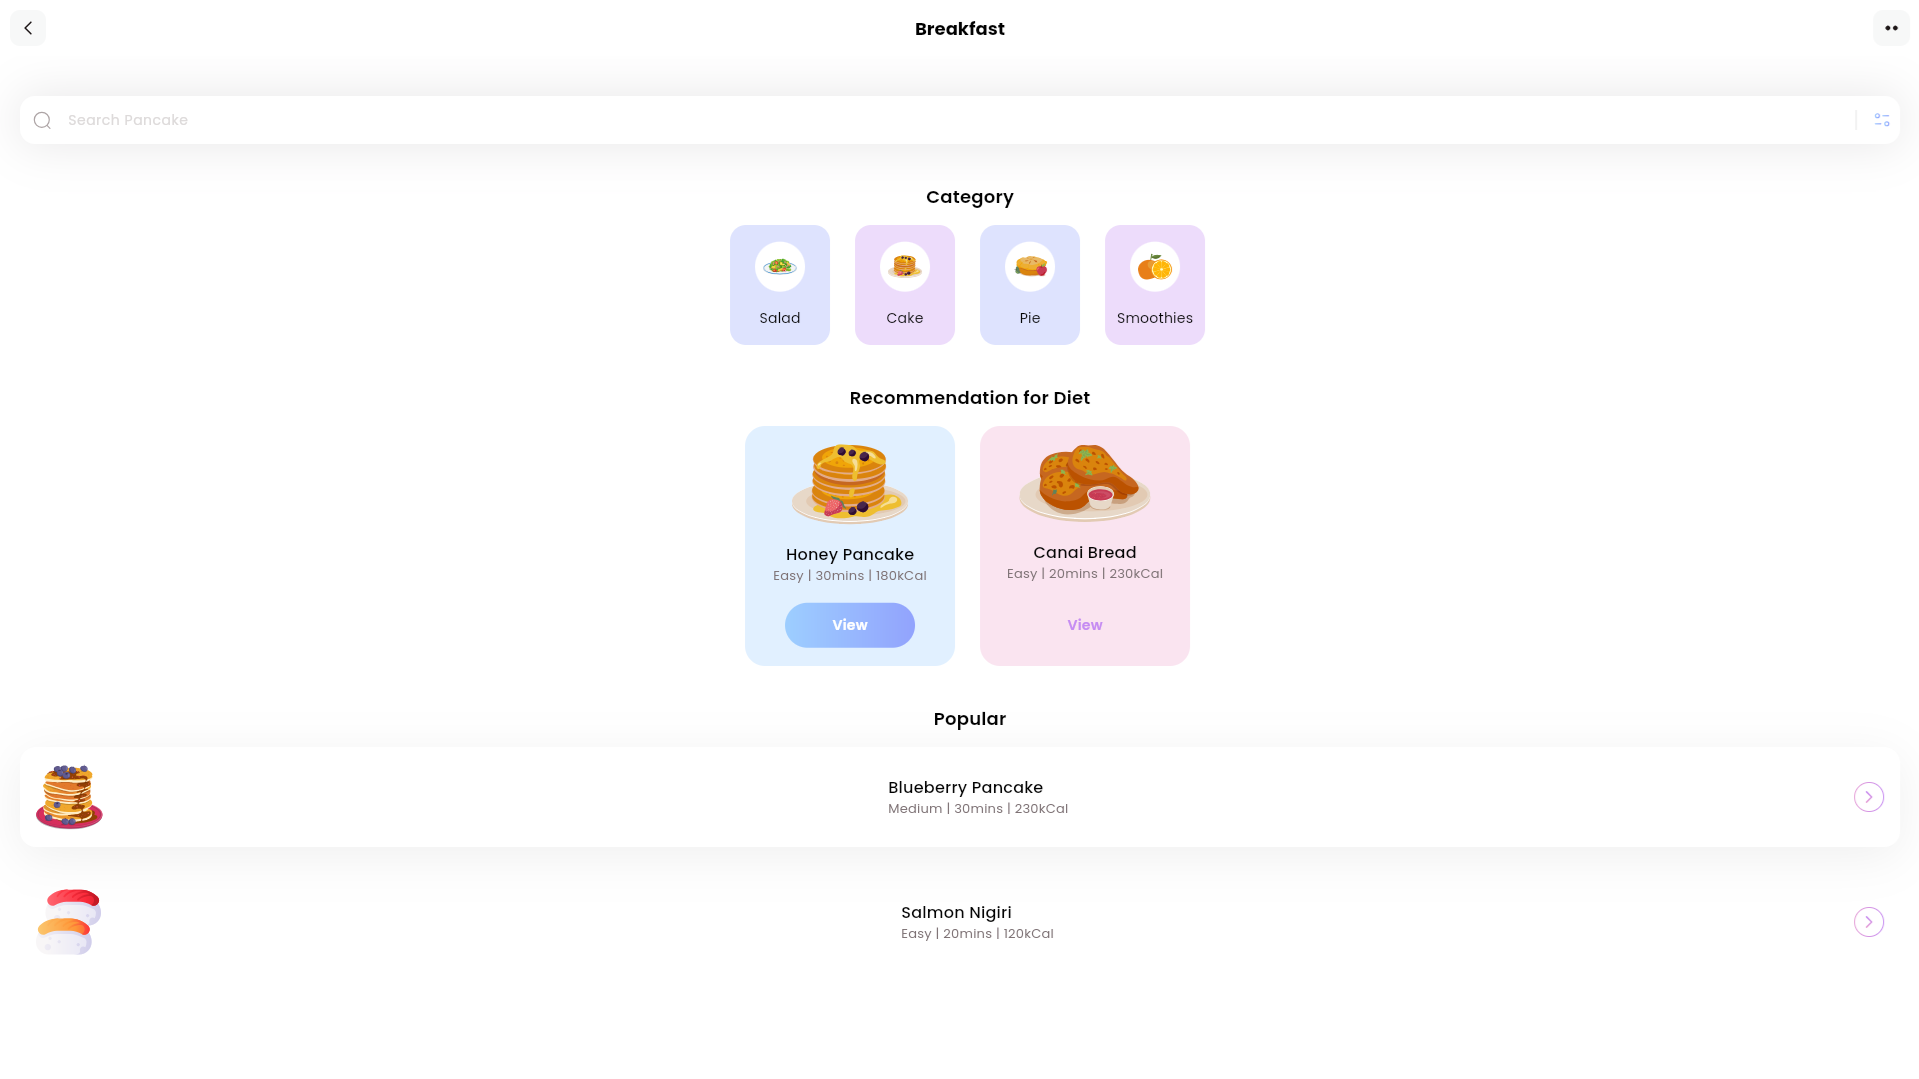 Breakfast
Search Pancake
Category
Salad
Cake
Pie
Smoothies
Recommendation for Diet
Honey Pancake
Easy | 30mins | 180kCal
View
Canai Bread
Easy | 20mins | 230kCal
View
Popular
Blueberry Pancake
Medium | 30mins | 230kCal
Salmon Nigiri
Easy | 20mins | 120kCal